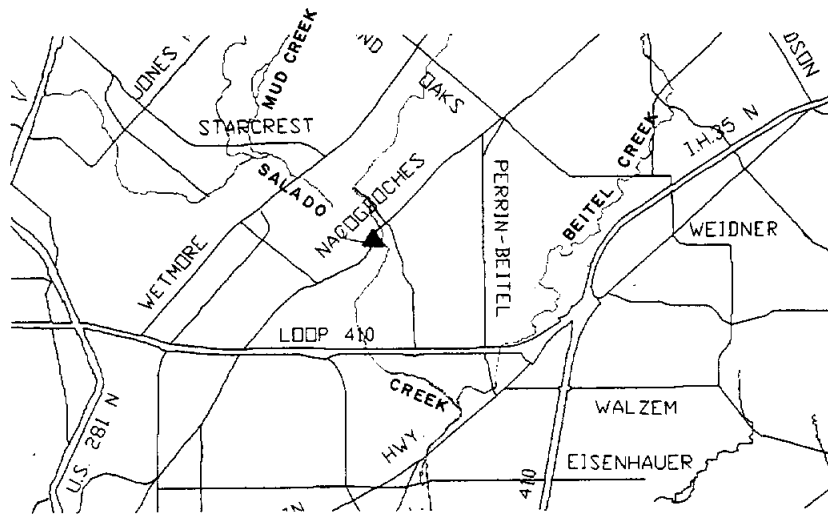 JONES
MUD CREEK
ND
OAKS
DSON
STARCREST
I.H.35 N
SALADO
NACOGDOCHES
PERRIN-BEITEL
BEITEL CREEK
WEIDNER
WETMORE
LOOP 410
CREEK
WALZEM
U.S. 281 N
HWY.
EISENHAUER
410
IN